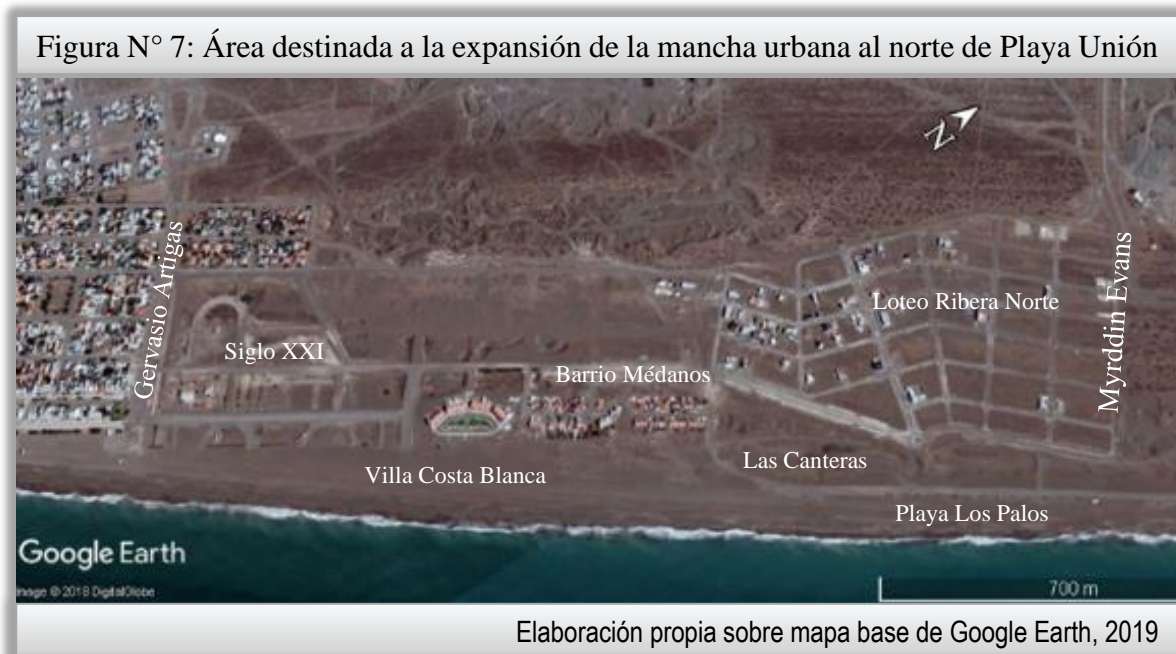 Figura N° 7: Área destinada a la expansión de la mancha urbana al norte de Playa Unión
N
Gervasio Artigas
Siglo XXI
Barrio Médanos
Loteo Ribera Norte
Myrddin Evans
Villa Costa Blanca
Las Canteras
Playa Los Palos
Google Earth
Image © 2018 DigitalGlobe
700 m
Elaboración propia sobre mapa base de Google Earth, 2019